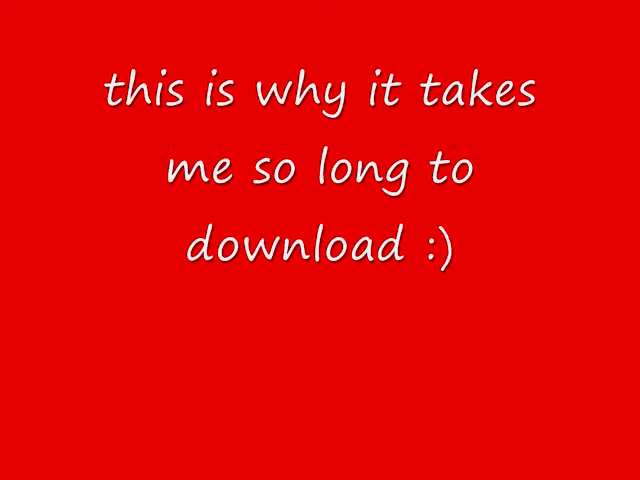 this is why it takes
me so long to
download :)